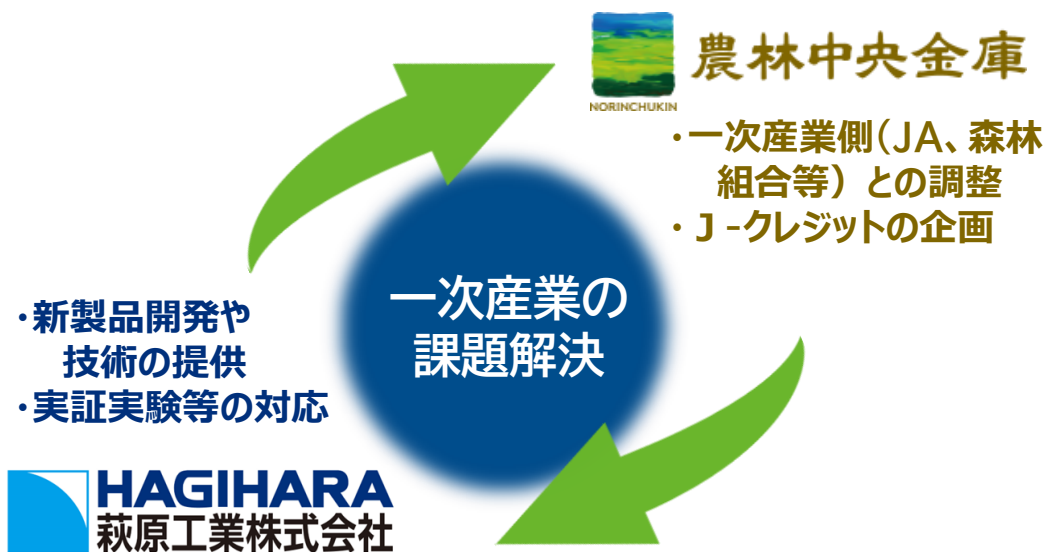 農林中央金庫
NORINCHUKIN
・一次産業側（JA、森林
組合等）との調整
・J-クレジットの企画
一次産業の
課題解決
・新製品開発や
技術の提供
・実証実験等の対応
HAGIHARA
萩原工業株式会社